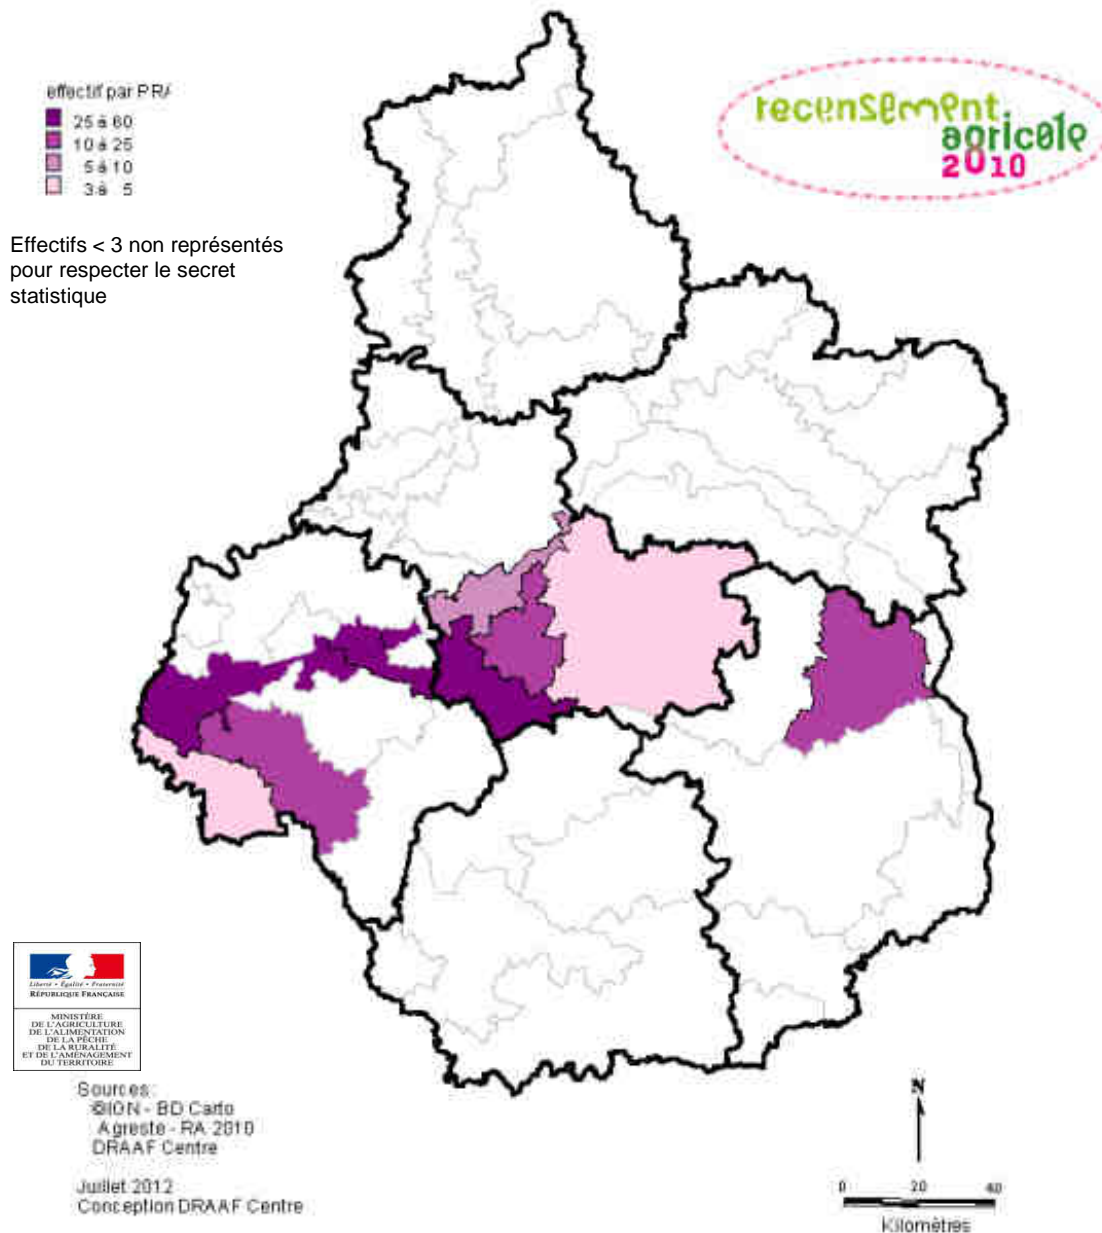 effectif par PRA
25 à 60
10 à 25
5 à 10
3 à 5
recensement
agricole
2010
Effectifs < 3 non représentés
pour respecter le secret
statistique
Liberté • Égalité • Fraternité
RÉPUBLIQUE FRANÇAISE
MINISTÈRE
DE L'AGRICULTURE
DE L'ALIMENTATION
DE LA PÊCHE
DE LA RURALITÉ
ET DE L'AMÉNAGEMENT
DU TERRITOIRE
Sources:
©IGN - BD Carto
Agreste - RA 2010
DRAAF Centre
Juillet 2012
Conception DRAAF Centre
N
0 20 40
Kilomètres